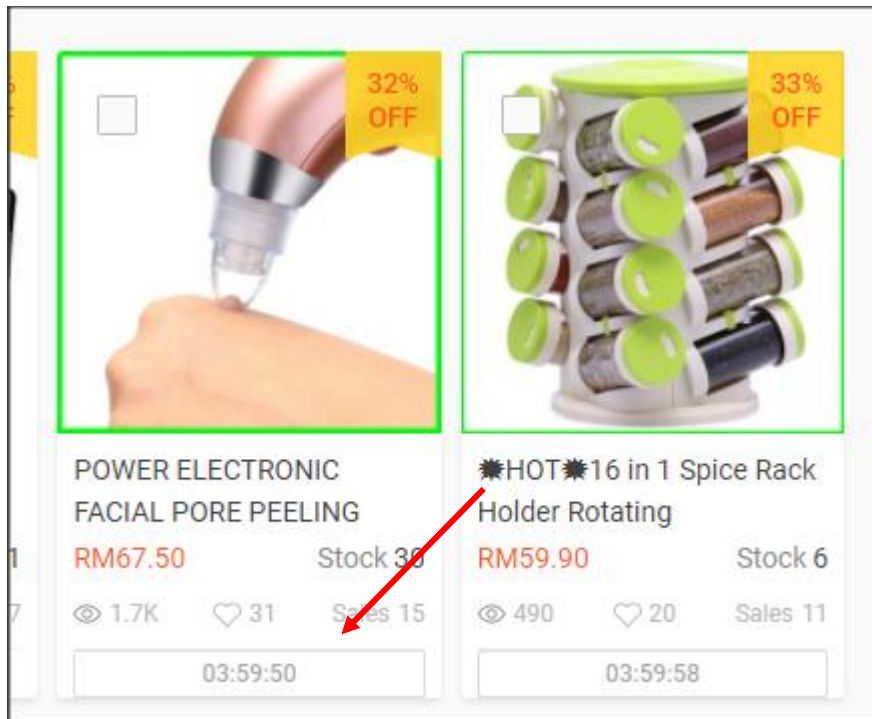 32%
OFF
POWER ELECTRONIC
FACIAL PORE PEELING
RM67.50 Stock 30
1.7K 31 Sales 15
03:59:50
33%
OFF
✹HOT✹16 in 1 Spice Rack
Holder Rotating
RM59.90 Stock 6
490 20 Sales 11
03:59:58
1
7